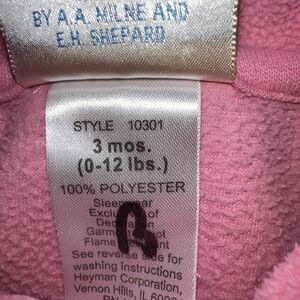 BY A.A. MILNE AND
E.H. SHEPARD
STYLE 10301
3 mos.
(0-12 lbs.)
100% POLYESTER
Sleepwear
Exclusive of
Garment
Flame
See reverse side for
washing instructions
Heyman Corporation,
Vernon Hills, IL